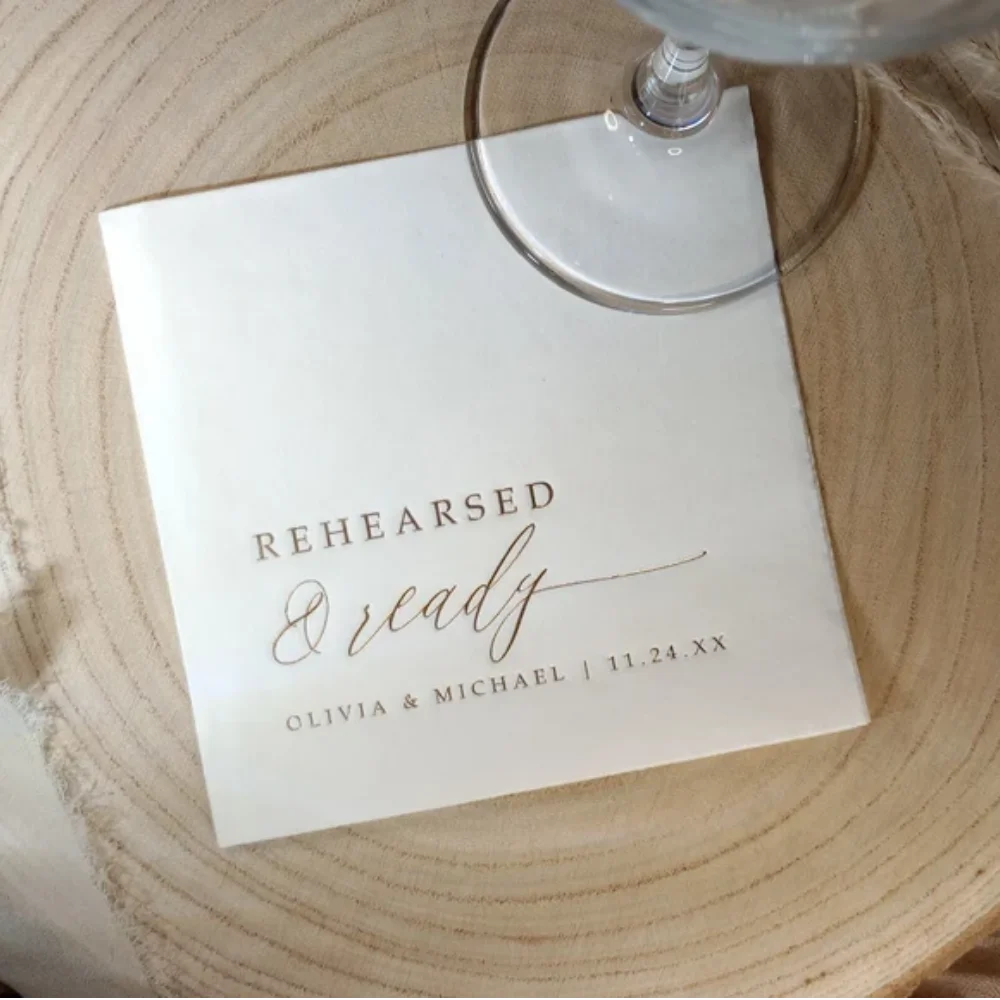 REHEARSED
& ready
OLIVIA & MICHAEL | 11.24.XX